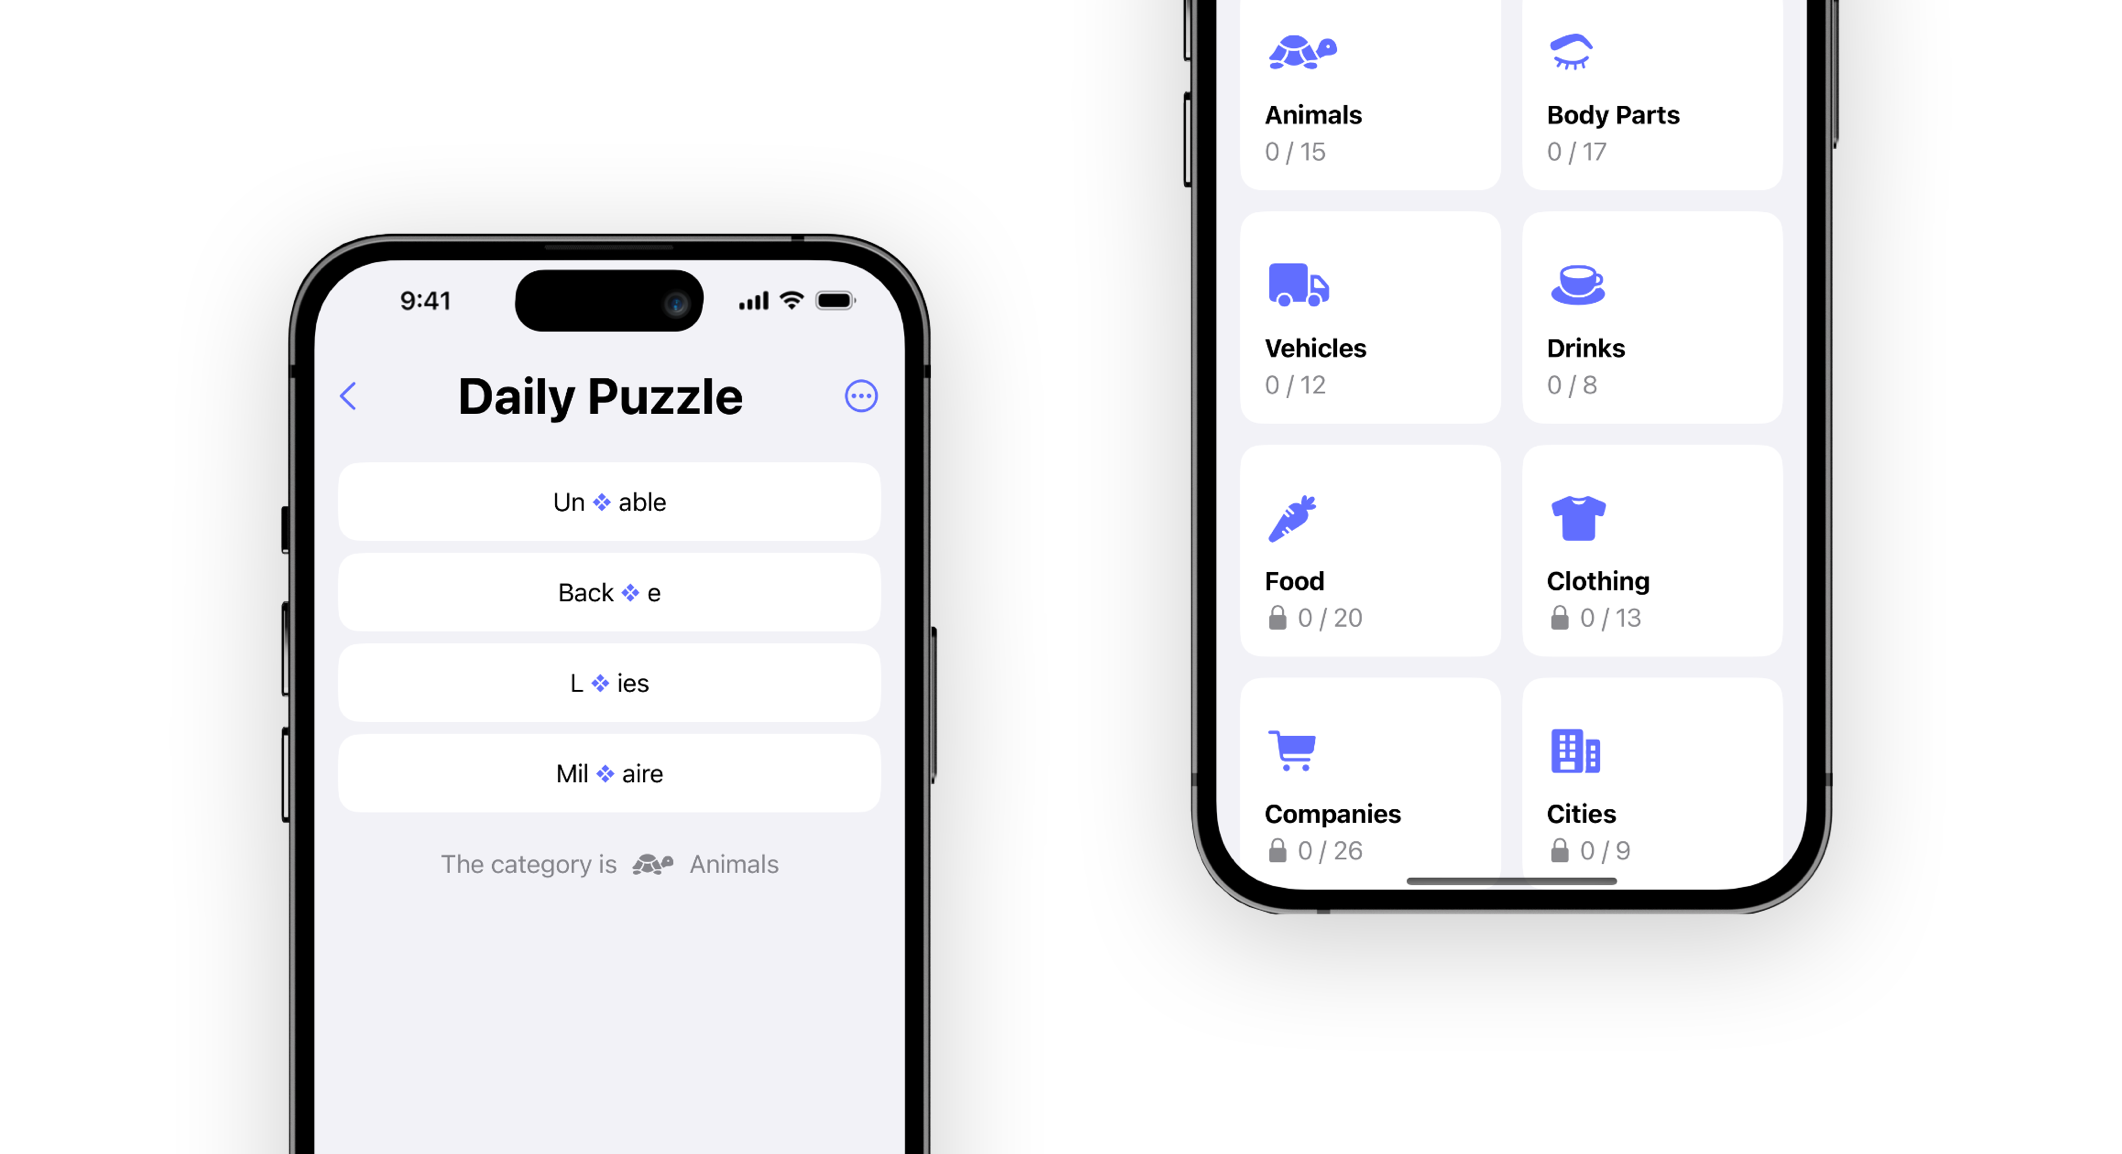 9:41
Daily Puzzle
Un ❖ able
Back ❖ e
L ❖ ies
Mil ❖ aire
The category is Animals
Animals
0 / 15
Body Parts
0 / 17
Vehicles
0 / 12
Drinks
0 / 8
Food
0 / 20
Clothing
0 / 13
Companies
0 / 26
Cities
0 / 9